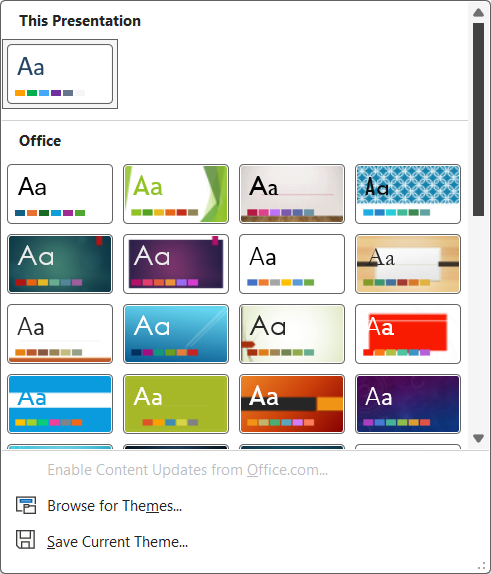 This Presentation
Aa
Office
Aa Aa Aa Aa
Aa Aa Aa Aa
Aa Aa Aa Aa
Aa Aa Aa Aa
Enable Content Updates from Office.com...
Browse for Themes...
Save Current Theme...